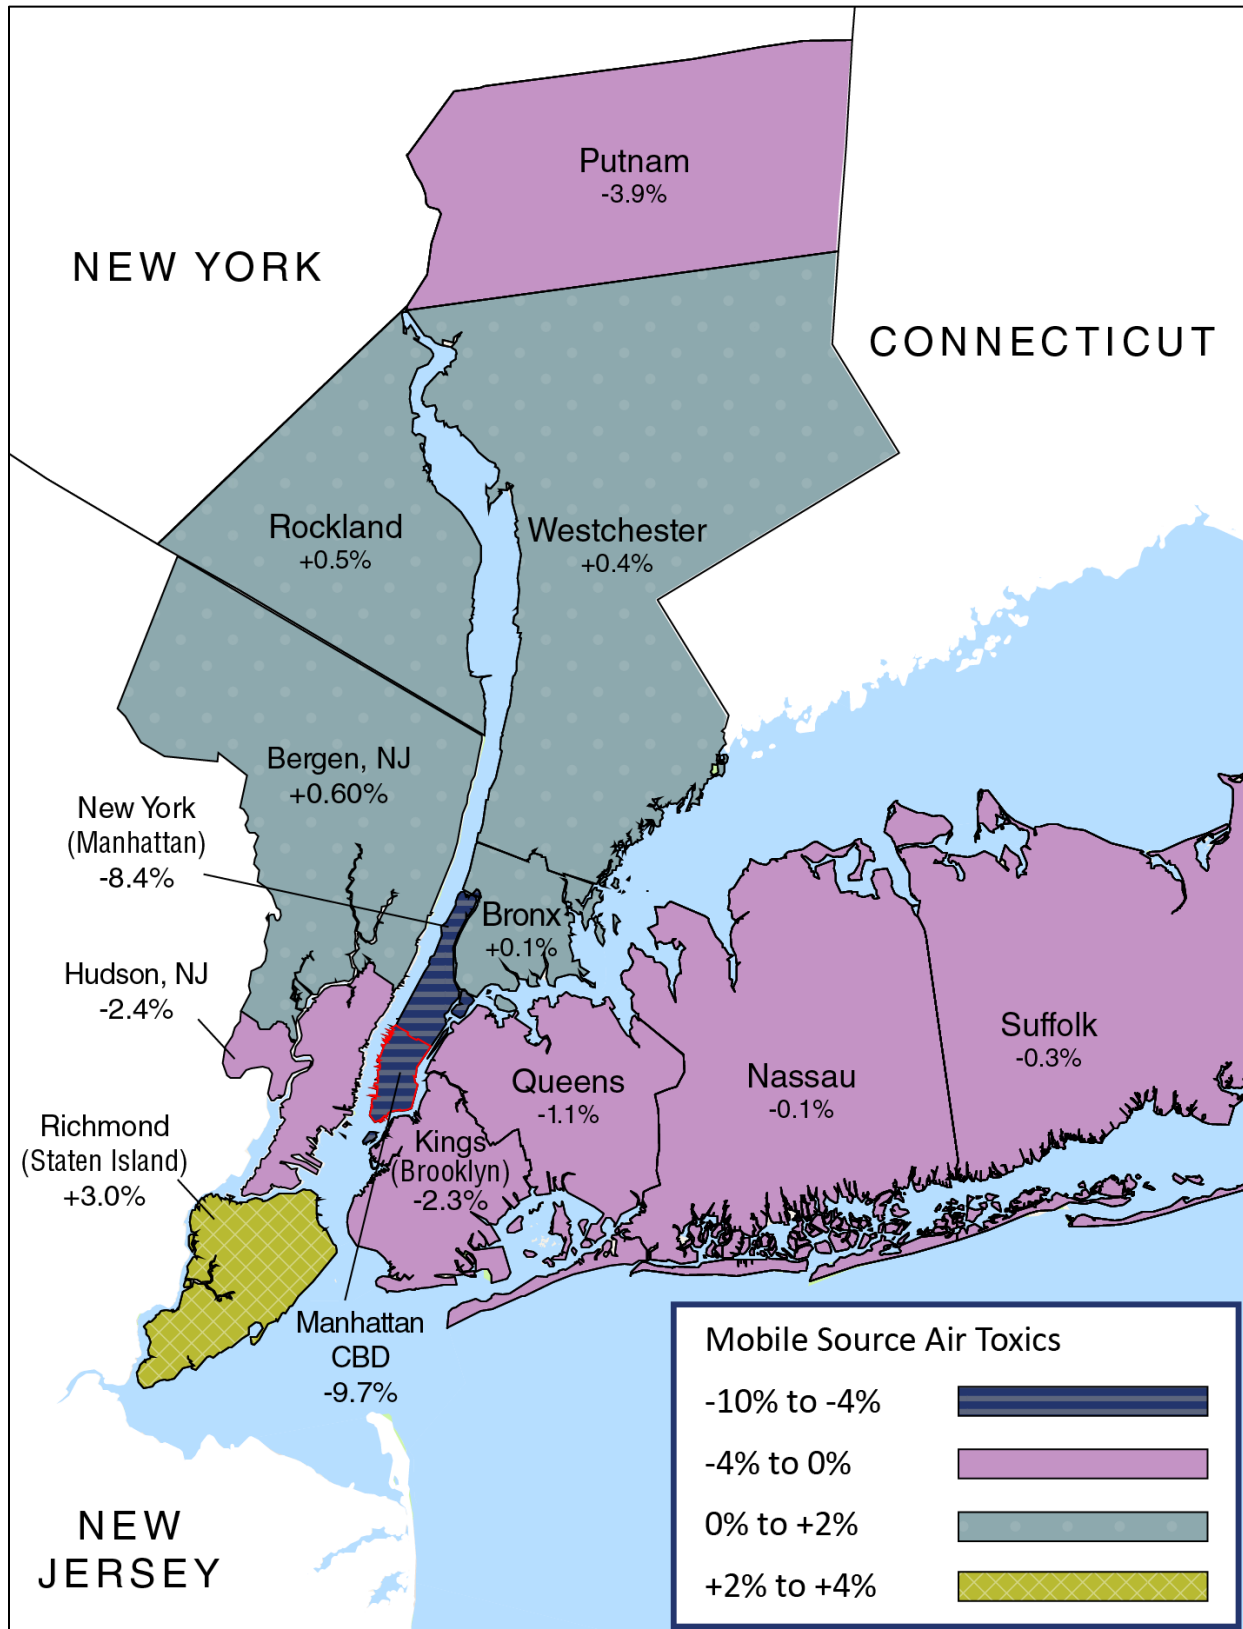 Putnam
-3.9%
NEW YORK
CONNECTICUT
Rockland
+0.5%
Westchester
+0.4%
Bergen, NJ
+0.60%
New York
(Manhattan)
-8.4%
Bronx
+0.1%
Hudson, NJ
-2.4%
Suffolk
-0.3%
Queens
-1.1%
Nassau
-0.1%
Richmond
(Staten Island)
+3.0%
Kings
(Brooklyn)
-2.3%
Manhattan
CBD
-9.7%
NEW
JERSEY
Mobile Source Air Toxics
-10% to -4%
-4% to 0%
0% to +2%
+2% to +4%